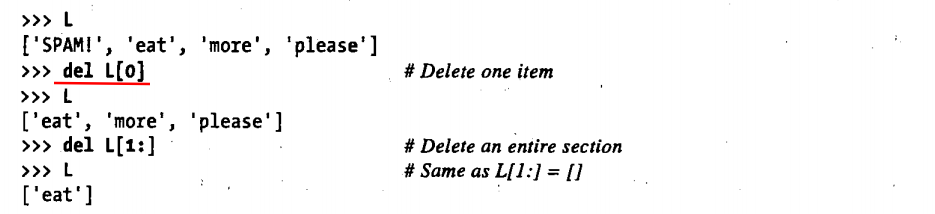 >>> L
['SPAM!', 'eat', 'more', 'please']
>>> del L[0] # Delete one item
>>> L
['eat', 'more', 'please']
>>> del L[1:] # Delete an entire section
>>> L # Same as L[1:] = []
['eat']